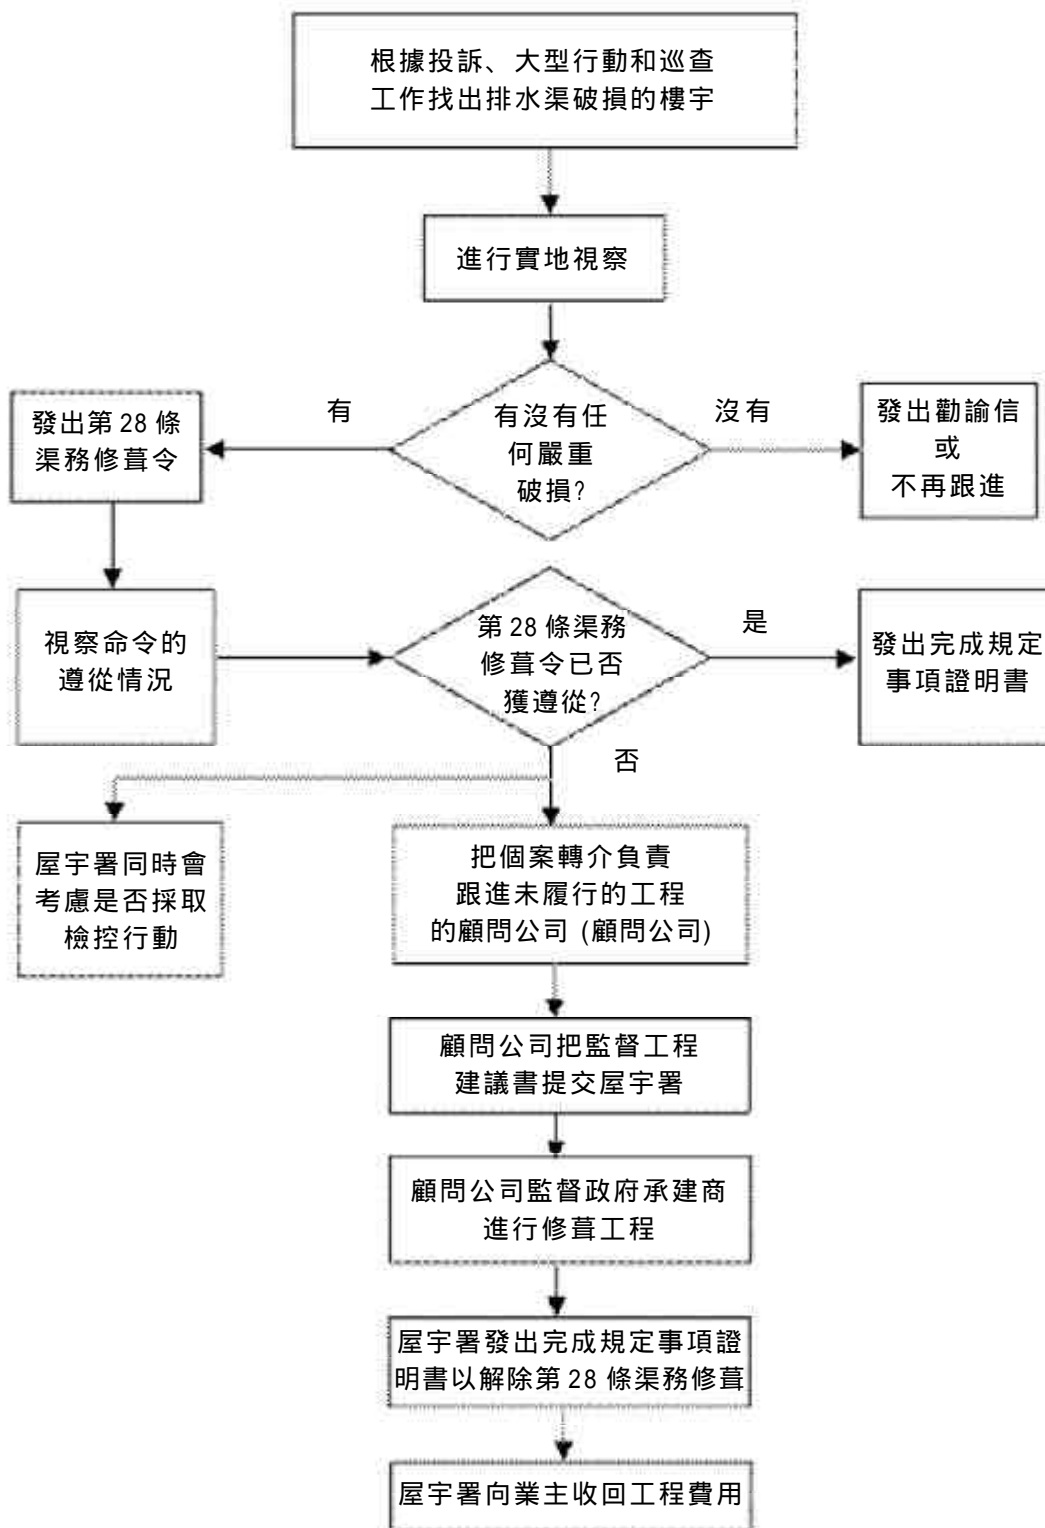 根據投訴、大型行動和巡查
工作找出排水渠破損的樓宇
進行實地視察
有
有沒有任
何嚴重
破損?
沒有
發出第 28 條
渠務修葺令
發出勸諭信
或
不再跟進
視察命令的
遵從情況
第 28 條渠務
修葺令已否
獲遵從?
是
發出完成規定
事項證明書
否
屋宇署同時會
考慮是否採取
檢控行動
把個案轉介負責
跟進未履行的工程
的顧問公司 (顧問公司)
顧問公司把監督工程
建議書提交屋宇署
顧問公司監督政府承建商
進行修葺工程
屋宇署發出完成規定事項證
明書以解除第 28 條渠務修葺
屋宇署向業主收回工程費用